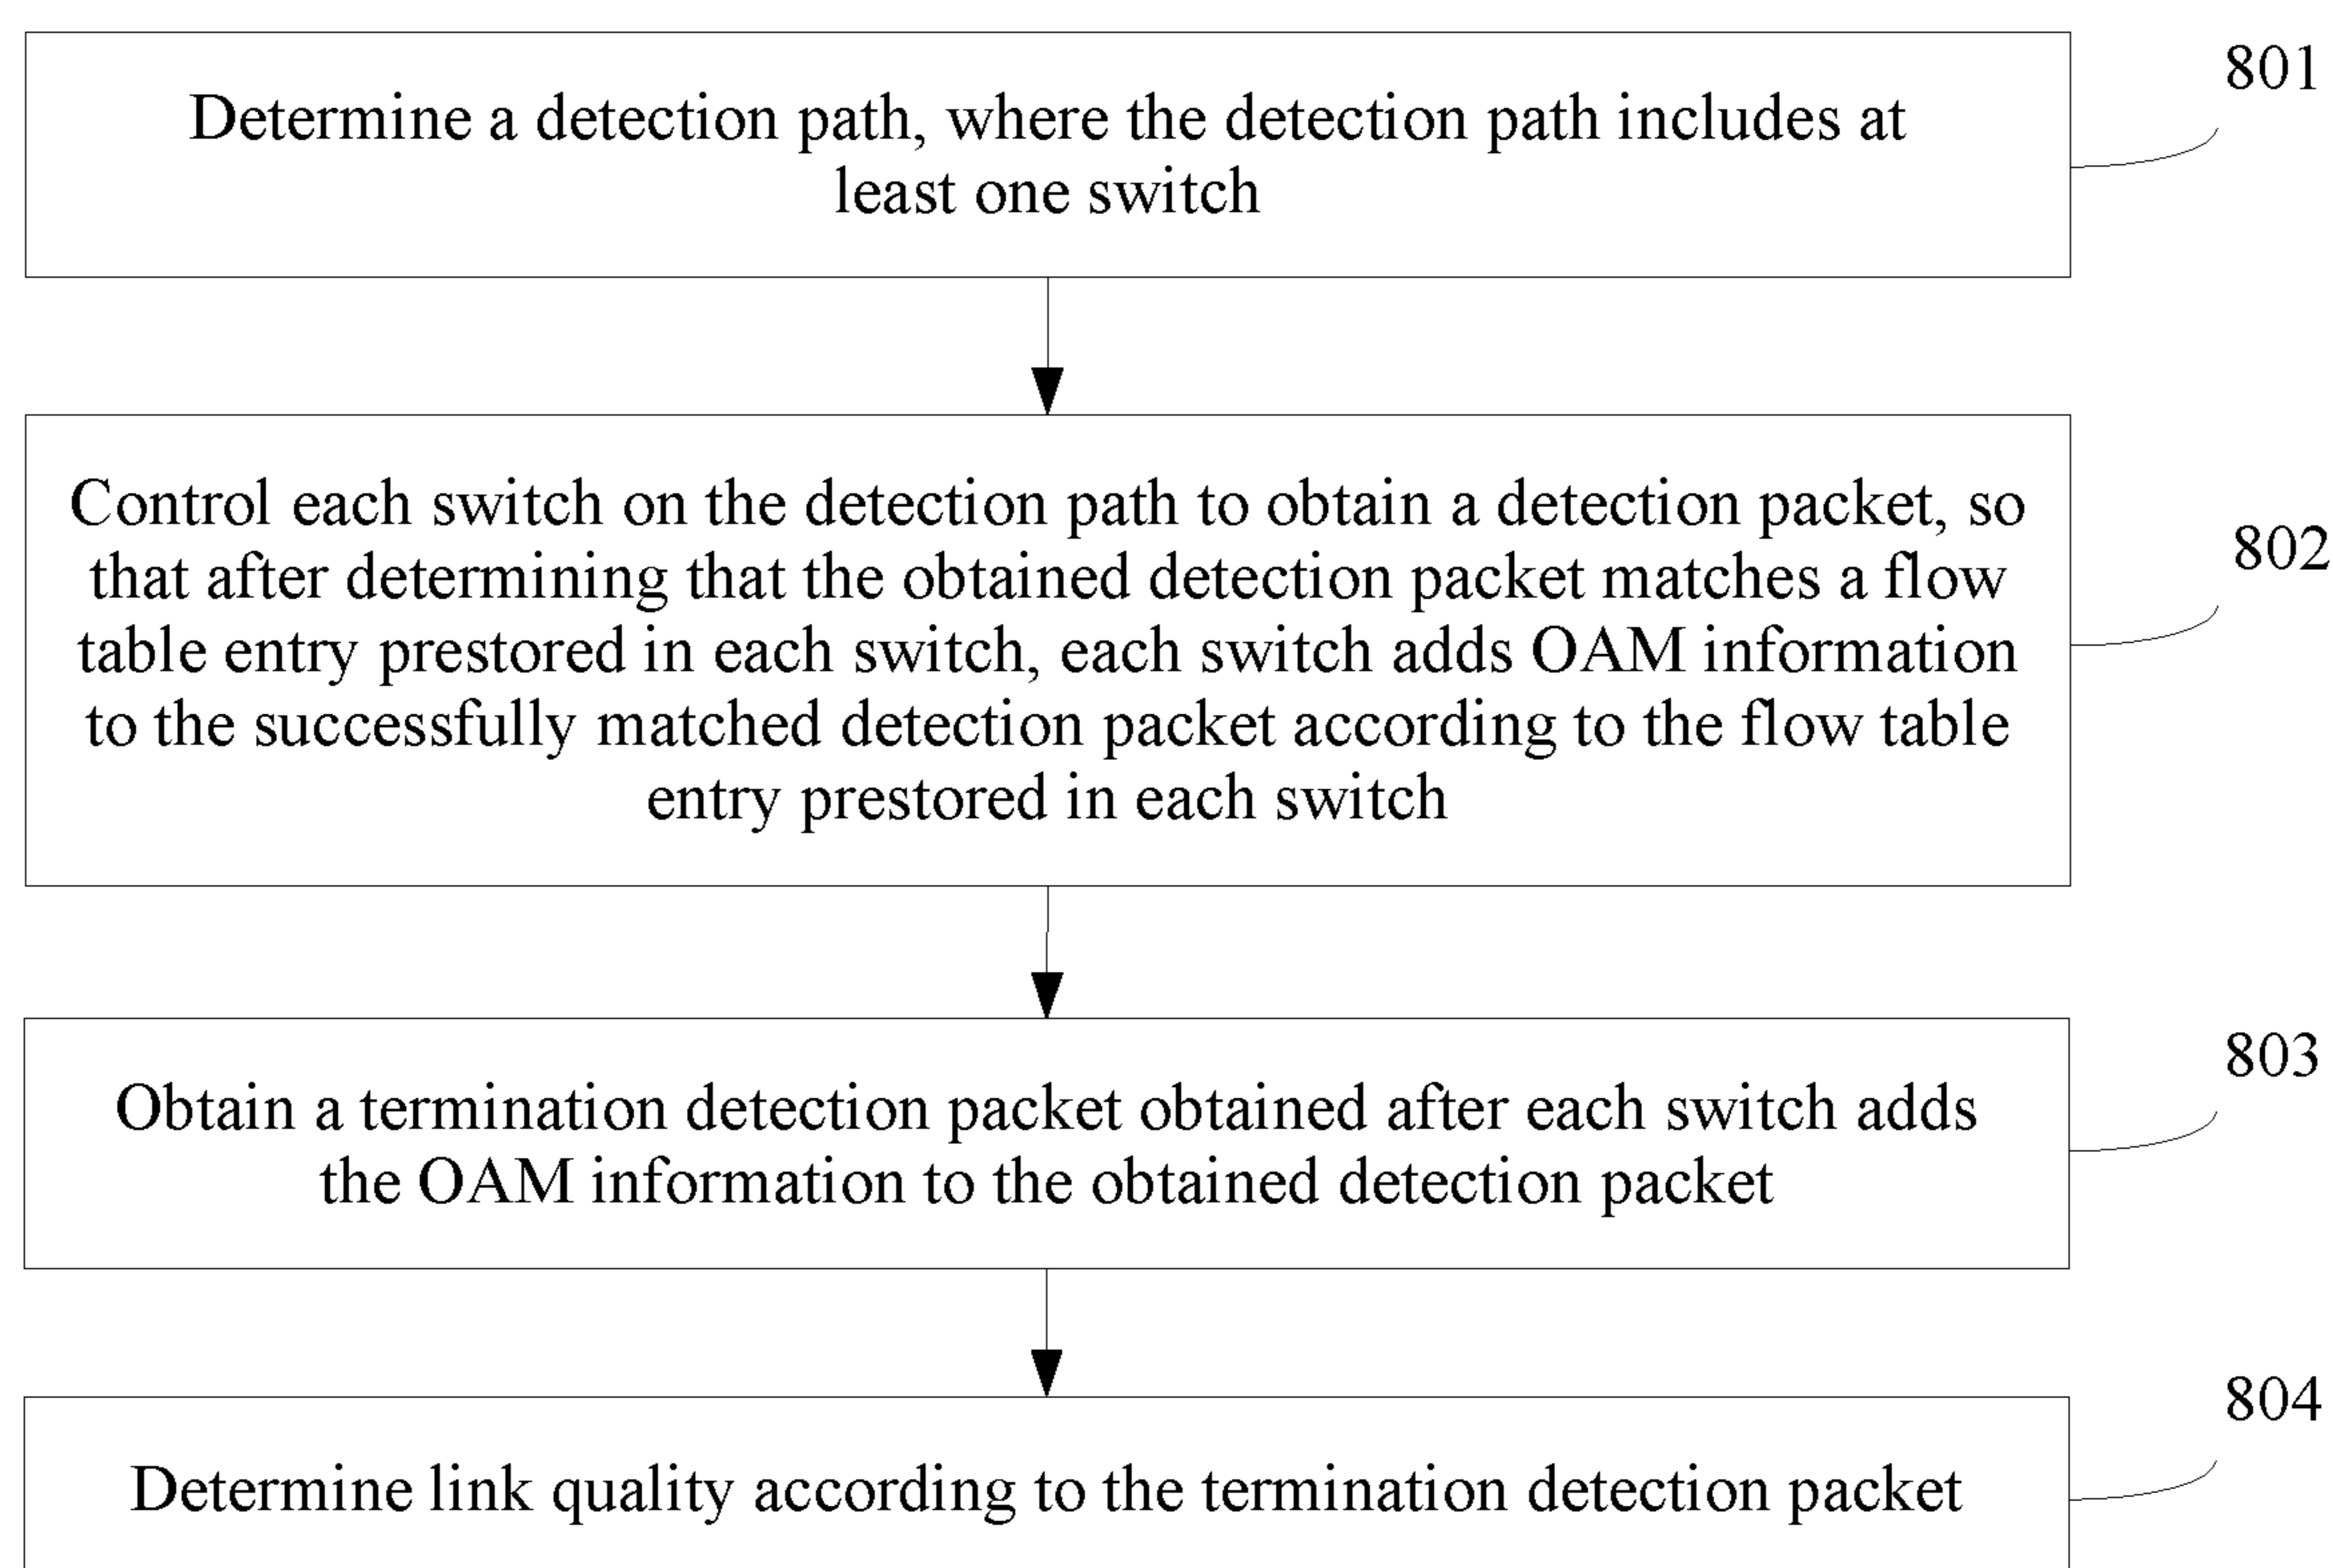 801
Determine a detection path, where the detection path includes at
least one switch
802
Control each switch on the detection path to obtain a detection packet, so
that after determining that the obtained detection packet matches a flow
table entry prestored in each switch, each switch adds OAM information
to the successfully matched detection packet according to the flow table
entry prestored in each switch
803
Obtain a termination detection packet obtained after each switch adds
the OAM information to the obtained detection packet
804
Determine link quality according to the termination detection packet